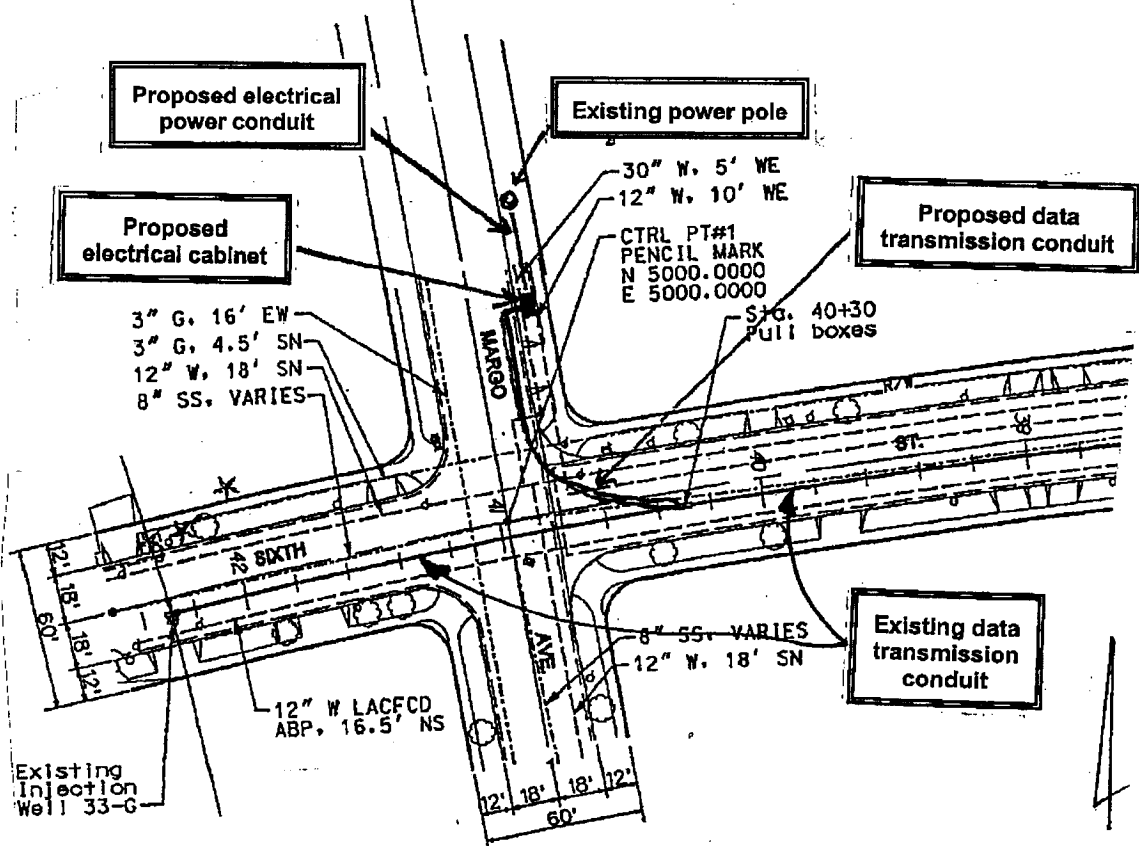 Proposed electrical
power conduit
Existing power pole
30" W, 5' WE
12" W, 10' WE
Proposed
electrical cabinet
CTRL PT#1
PENCIL MARK
N 5000.0000
E 5000.0000
Proposed data
transmission conduit
Sta. 40+30
Pull boxes
3" G, 16' EW
3" G, 4.5' SN
12" W, 18' SN
8" SS, VARIES
MARGO
R/W
ST.
39
40
41
42 SIXTH
12'
18'
60'
18'
12'
AVE.
8" SS, VARIES
12" W, 18' SN
Existing data
transmission
conduit
12" W LACFCD
ABP, 16.5' NS
Existing
Injection
Well 33-G
12' 18' 18' 12'
60'